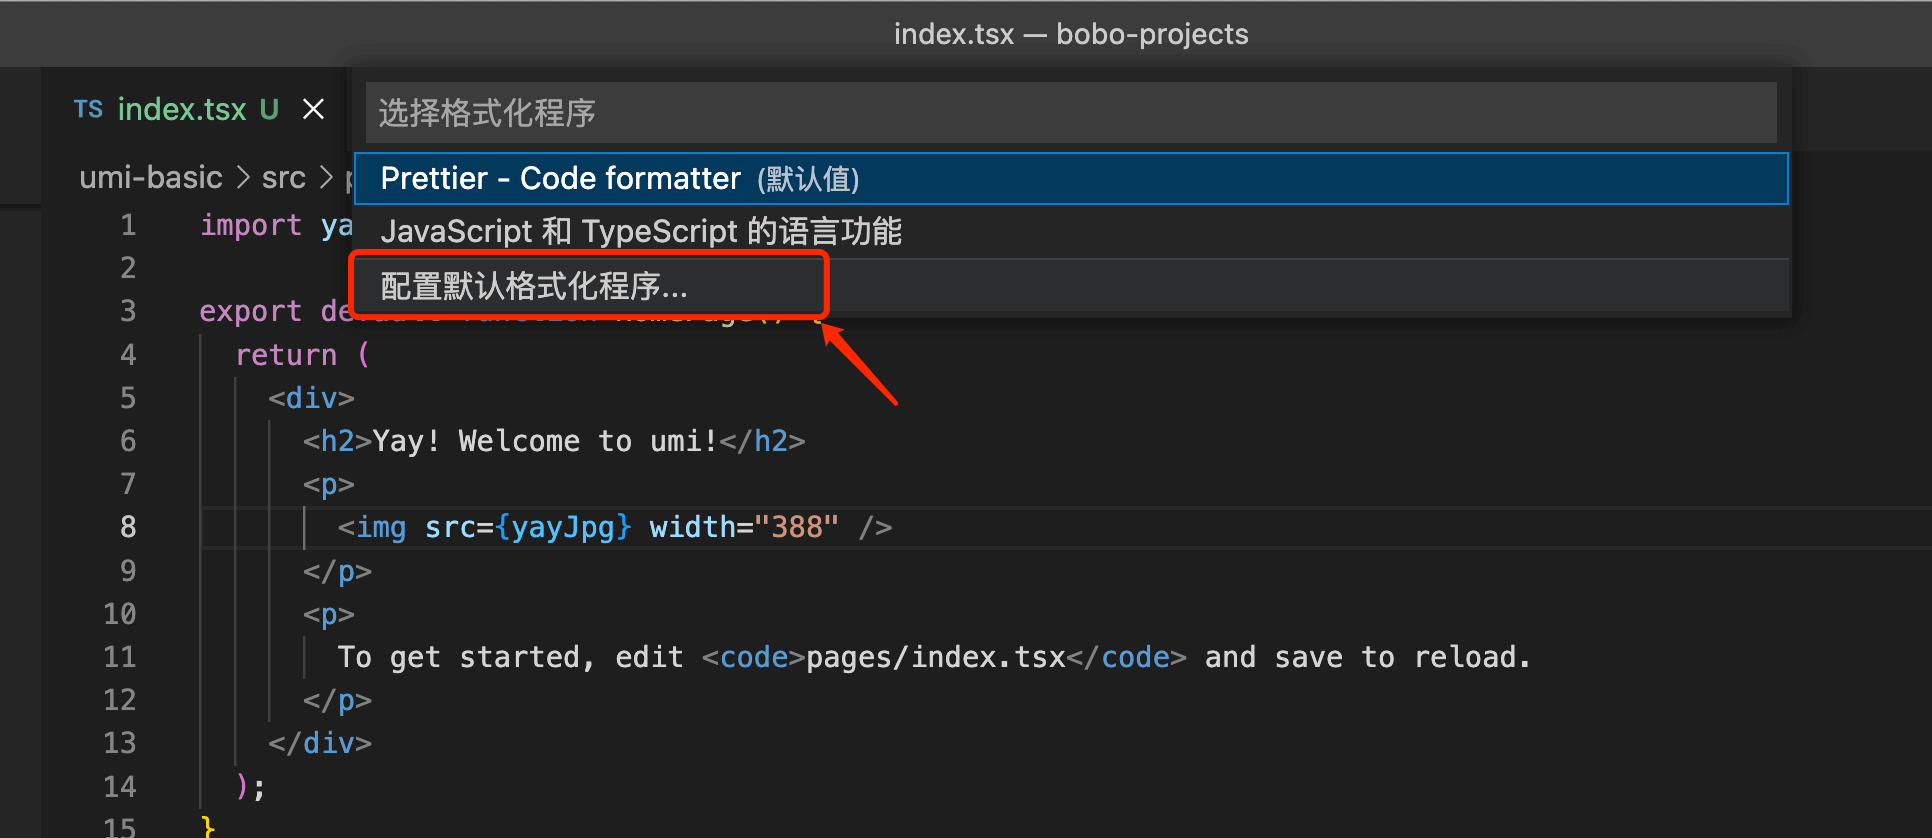 index.tsx — bobo-projects
TS index.tsx U
选择格式化程序
umi-basic > src >
Prettier - Code formatter (默认值)
JavaScript 和 TypeScript 的语言功能
配置默认格式化程序...
1 import ya
2
3 export
4 return (
5 <div>
6 <h2>Yay! Welcome to umi!</h2>
7 <p>
8 <img src={yayJpg} width="388" />
9 </p>
10 <p>
11 To get started, edit <code>pages/index.tsx</code> and save to reload.
12 </p>
13 </div>
14 );
15 }